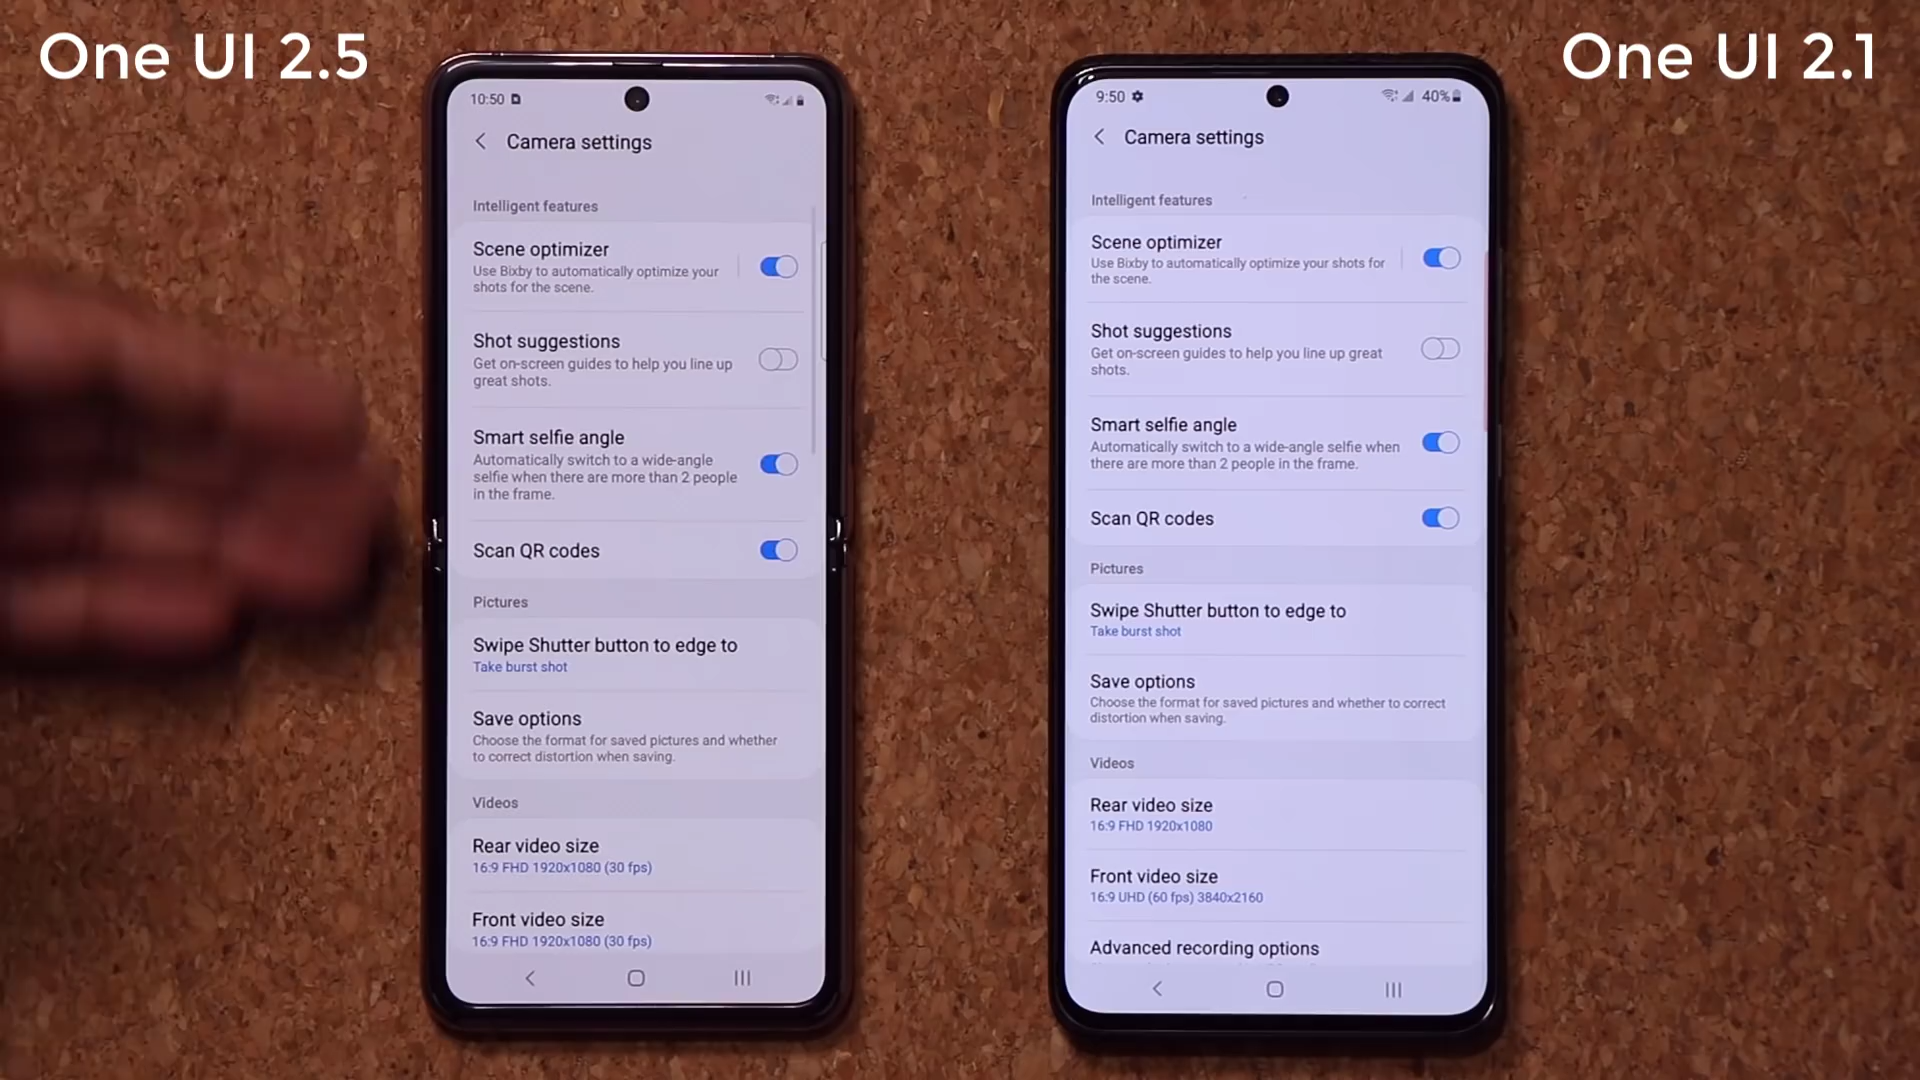 One UI 2.5
One UI 2.1
10:50
Camera settings
Intelligent features
Scene optimizer
Use Bixby to automatically optimize your
shots for the scene.
Shot suggestions
Get on-screen guides to help you line up
great shots.
Smart selfie angle
Automatically switch to a wide-angle
selfie when there are more than 2 people
in the frame.
Scan QR codes
Pictures
Swipe Shutter button to edge to
Take burst shot
Save options
Choose the format for saved pictures and whether
to correct distortion when saving.
Videos
Rear video size
16:9 FHD 1920x1080 (30 fps)
Front video size
16:9 FHD 1920x1080 (30 fps)
9:50 40%
Camera settings
Intelligent features
Scene optimizer
Use Bixby to automatically optimize your shots for
the scene.
Shot suggestions
Get on-screen guides to help you line up great
shots.
Smart selfie angle
Automatically switch to a wide-angle selfie when
there are more than 2 people in the frame.
Scan QR codes
Pictures
Swipe Shutter button to edge to
Take burst shot
Save options
Choose the format for saved pictures and whether to correct
distortion when saving.
Videos
Rear video size
16:9 FHD 1920x1080
Front video size
16:9 UHD (60 fps) 3840x2160
Advanced recording options